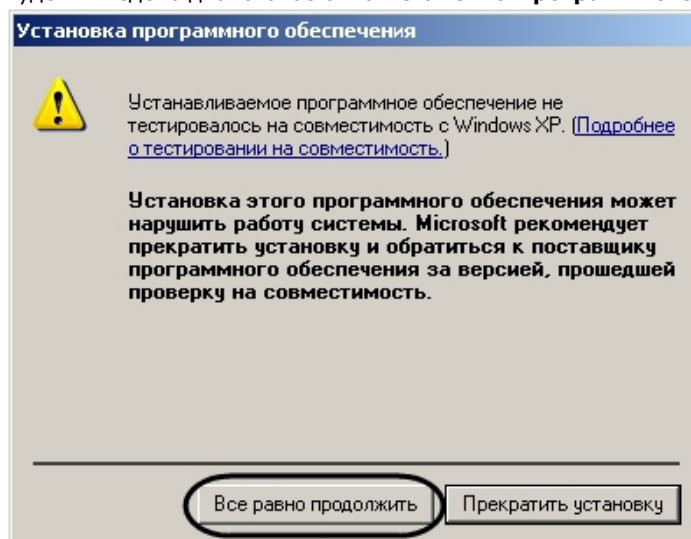 Установка программного обеспечения
Устанавливаемое программное обеспечение не
тестировалось на совместимость с Windows XP. (Подробнее
о тестировании на совместимость.)
Установка этого программного обеспечения может
нарушить работу системы. Microsoft рекомендует
прекратить установку и обратиться к поставщику
программного обеспечения за версией, прошедшей
проверку на совместимость.
Все равно продолжить Прекратить установку